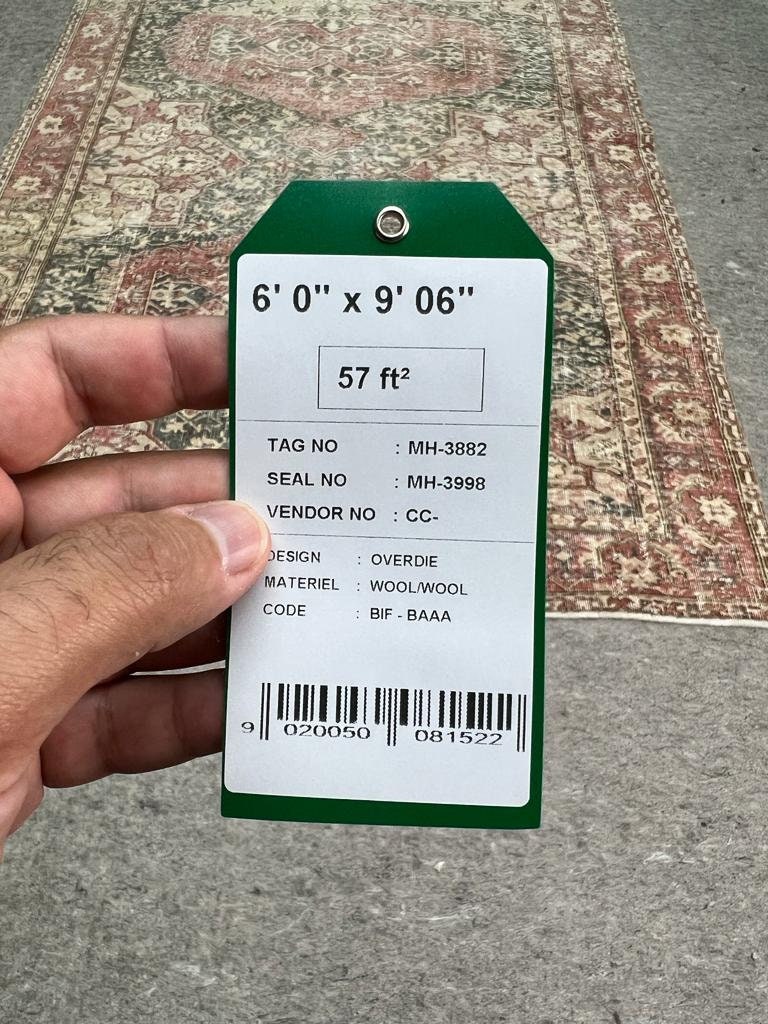 6' 0" x 9' 06"
57 ft²
TAG NO : MH-3882
SEAL NO : MH-3998
VENDOR NO : CC-
DESIGN : OVERDIE
MATERIEL : WOOL/WOOL
CODE : BIF - BAAA
9 020050 081522